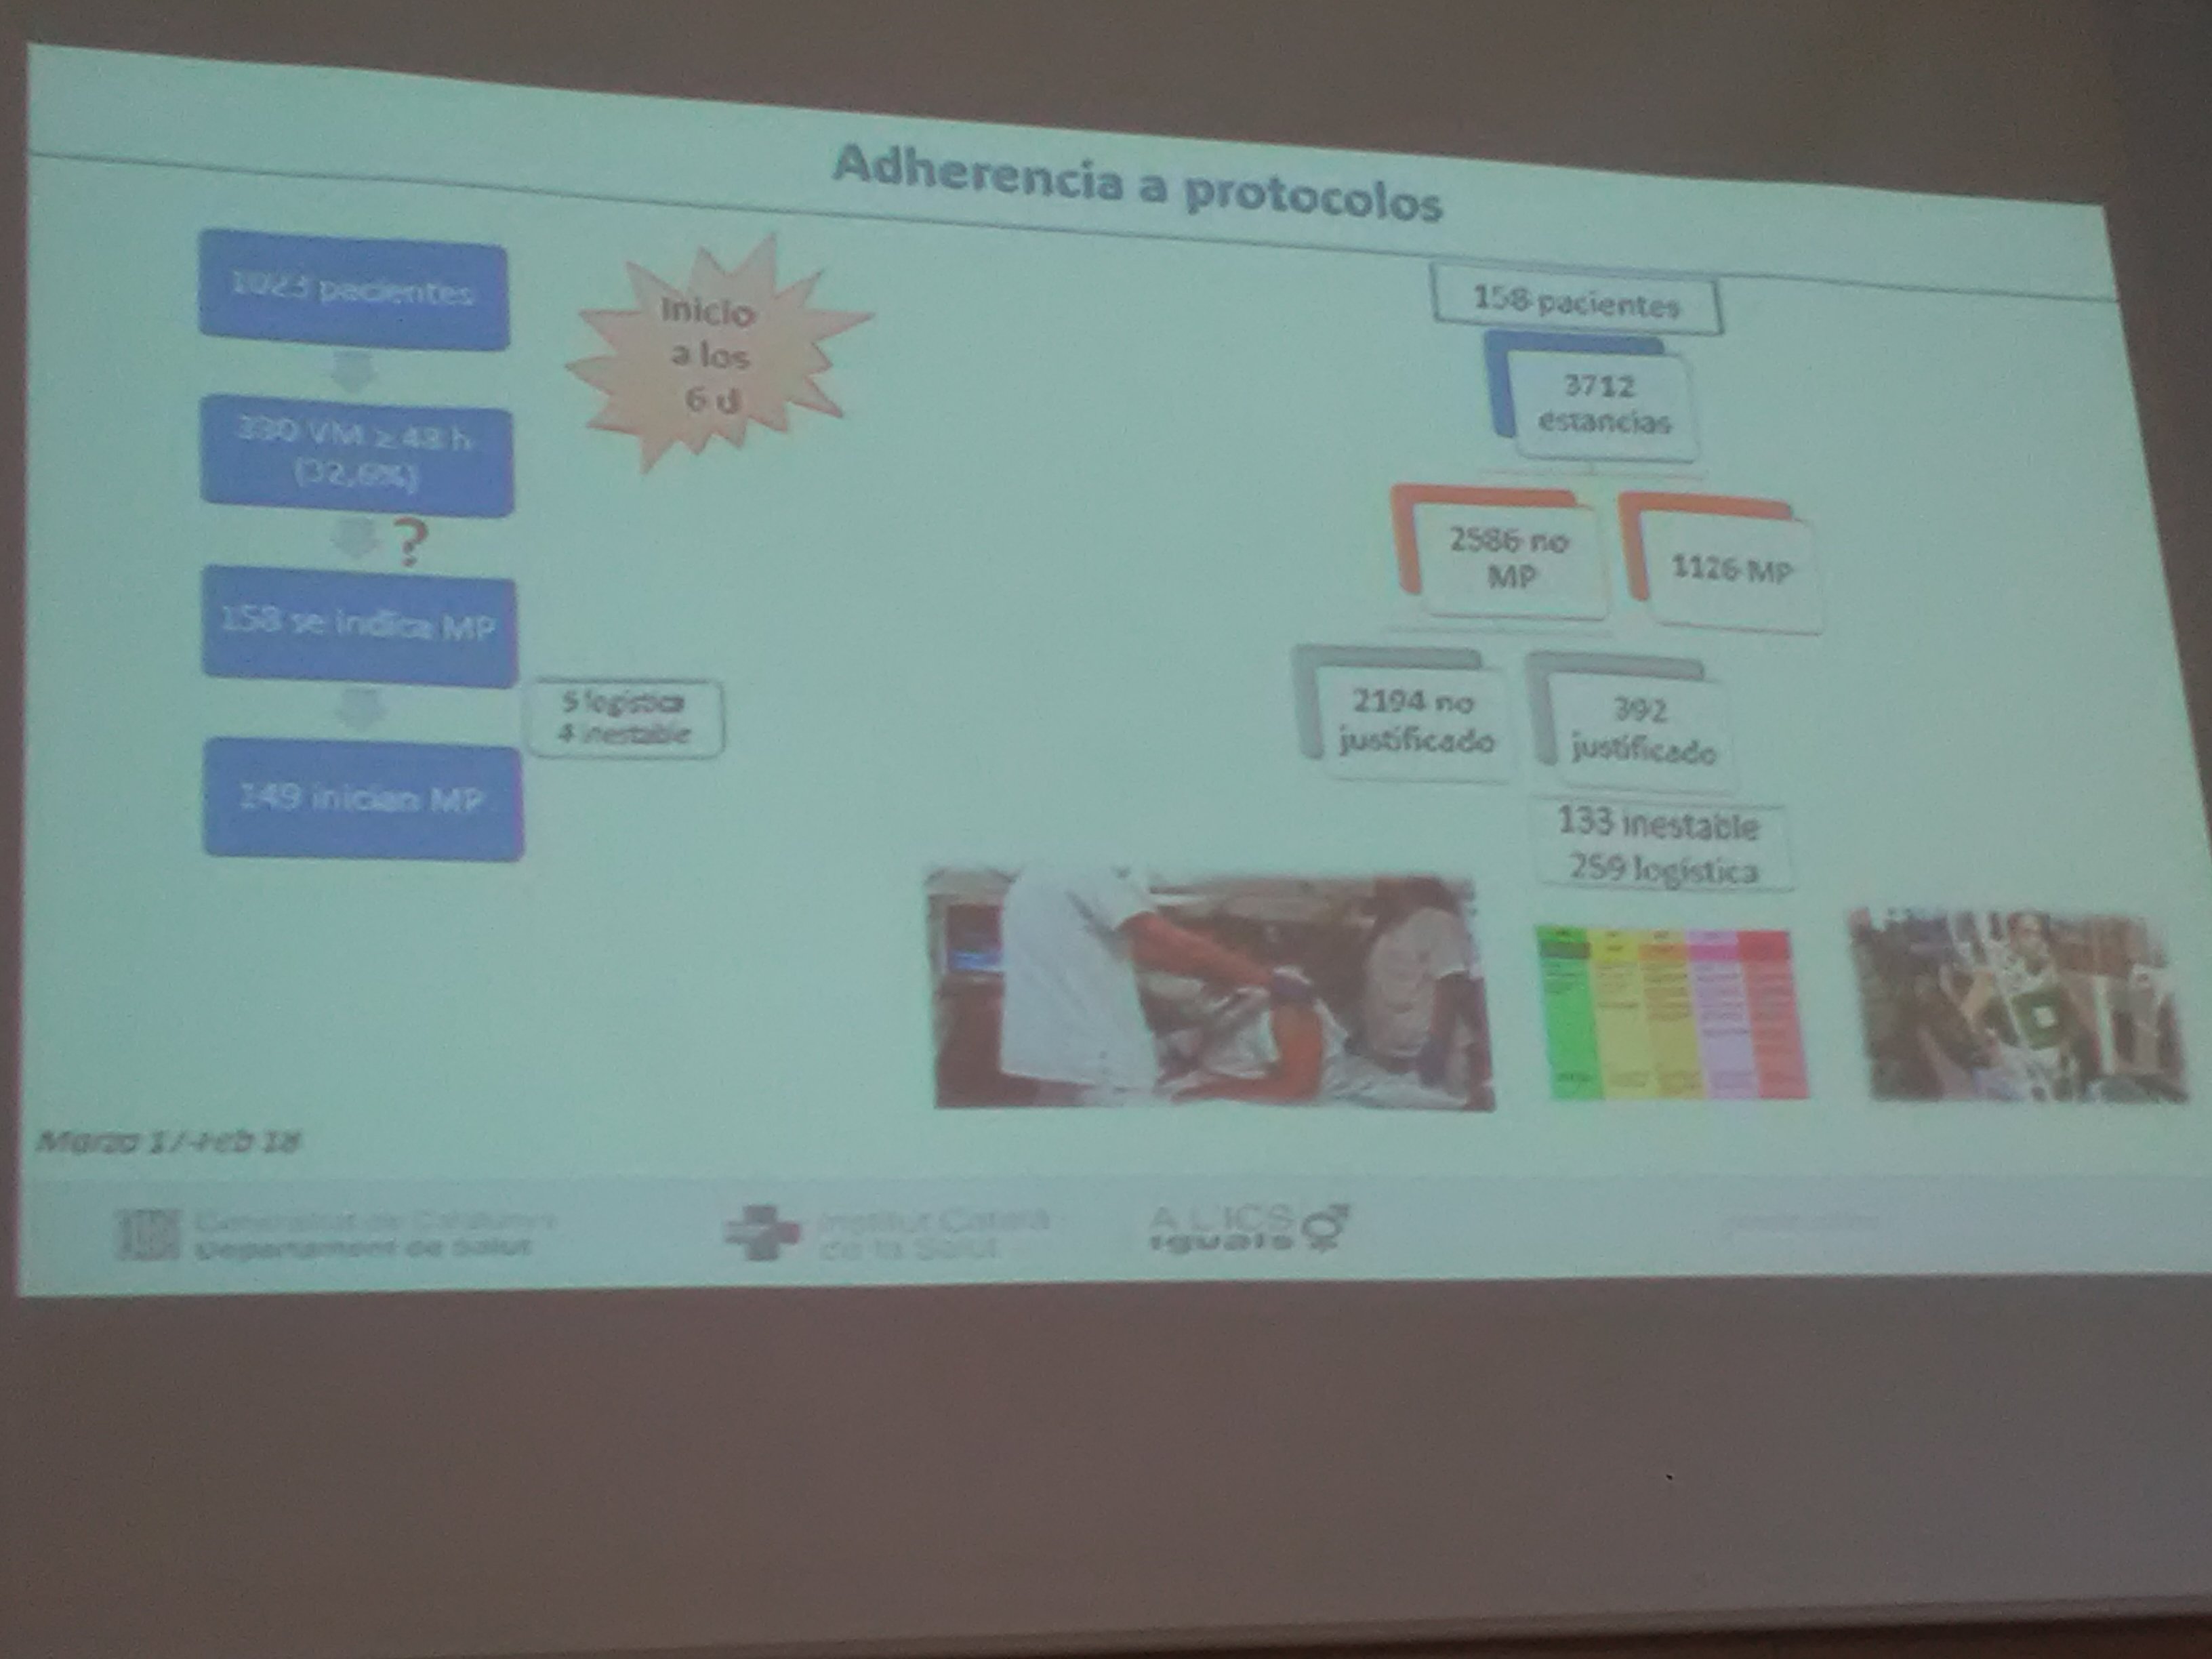 Adherencia a protocolos
1023 pacientes
330 VM ≥ 48 h
(32,6%)
?
158 se indica MP
5 logística
4 inestable
149 inician MP
Inicio
a los
6 d
158 pacientes
3712
estancias
2586 no
MP
1126 MP
2194 no
justificado
392
justificado
133 inestable
259 logística
Marzo 17-Feb 18
Generalitat de Catalunya
Departament de Salut
Institut Català
de la Salut
A L'ICS
iguals